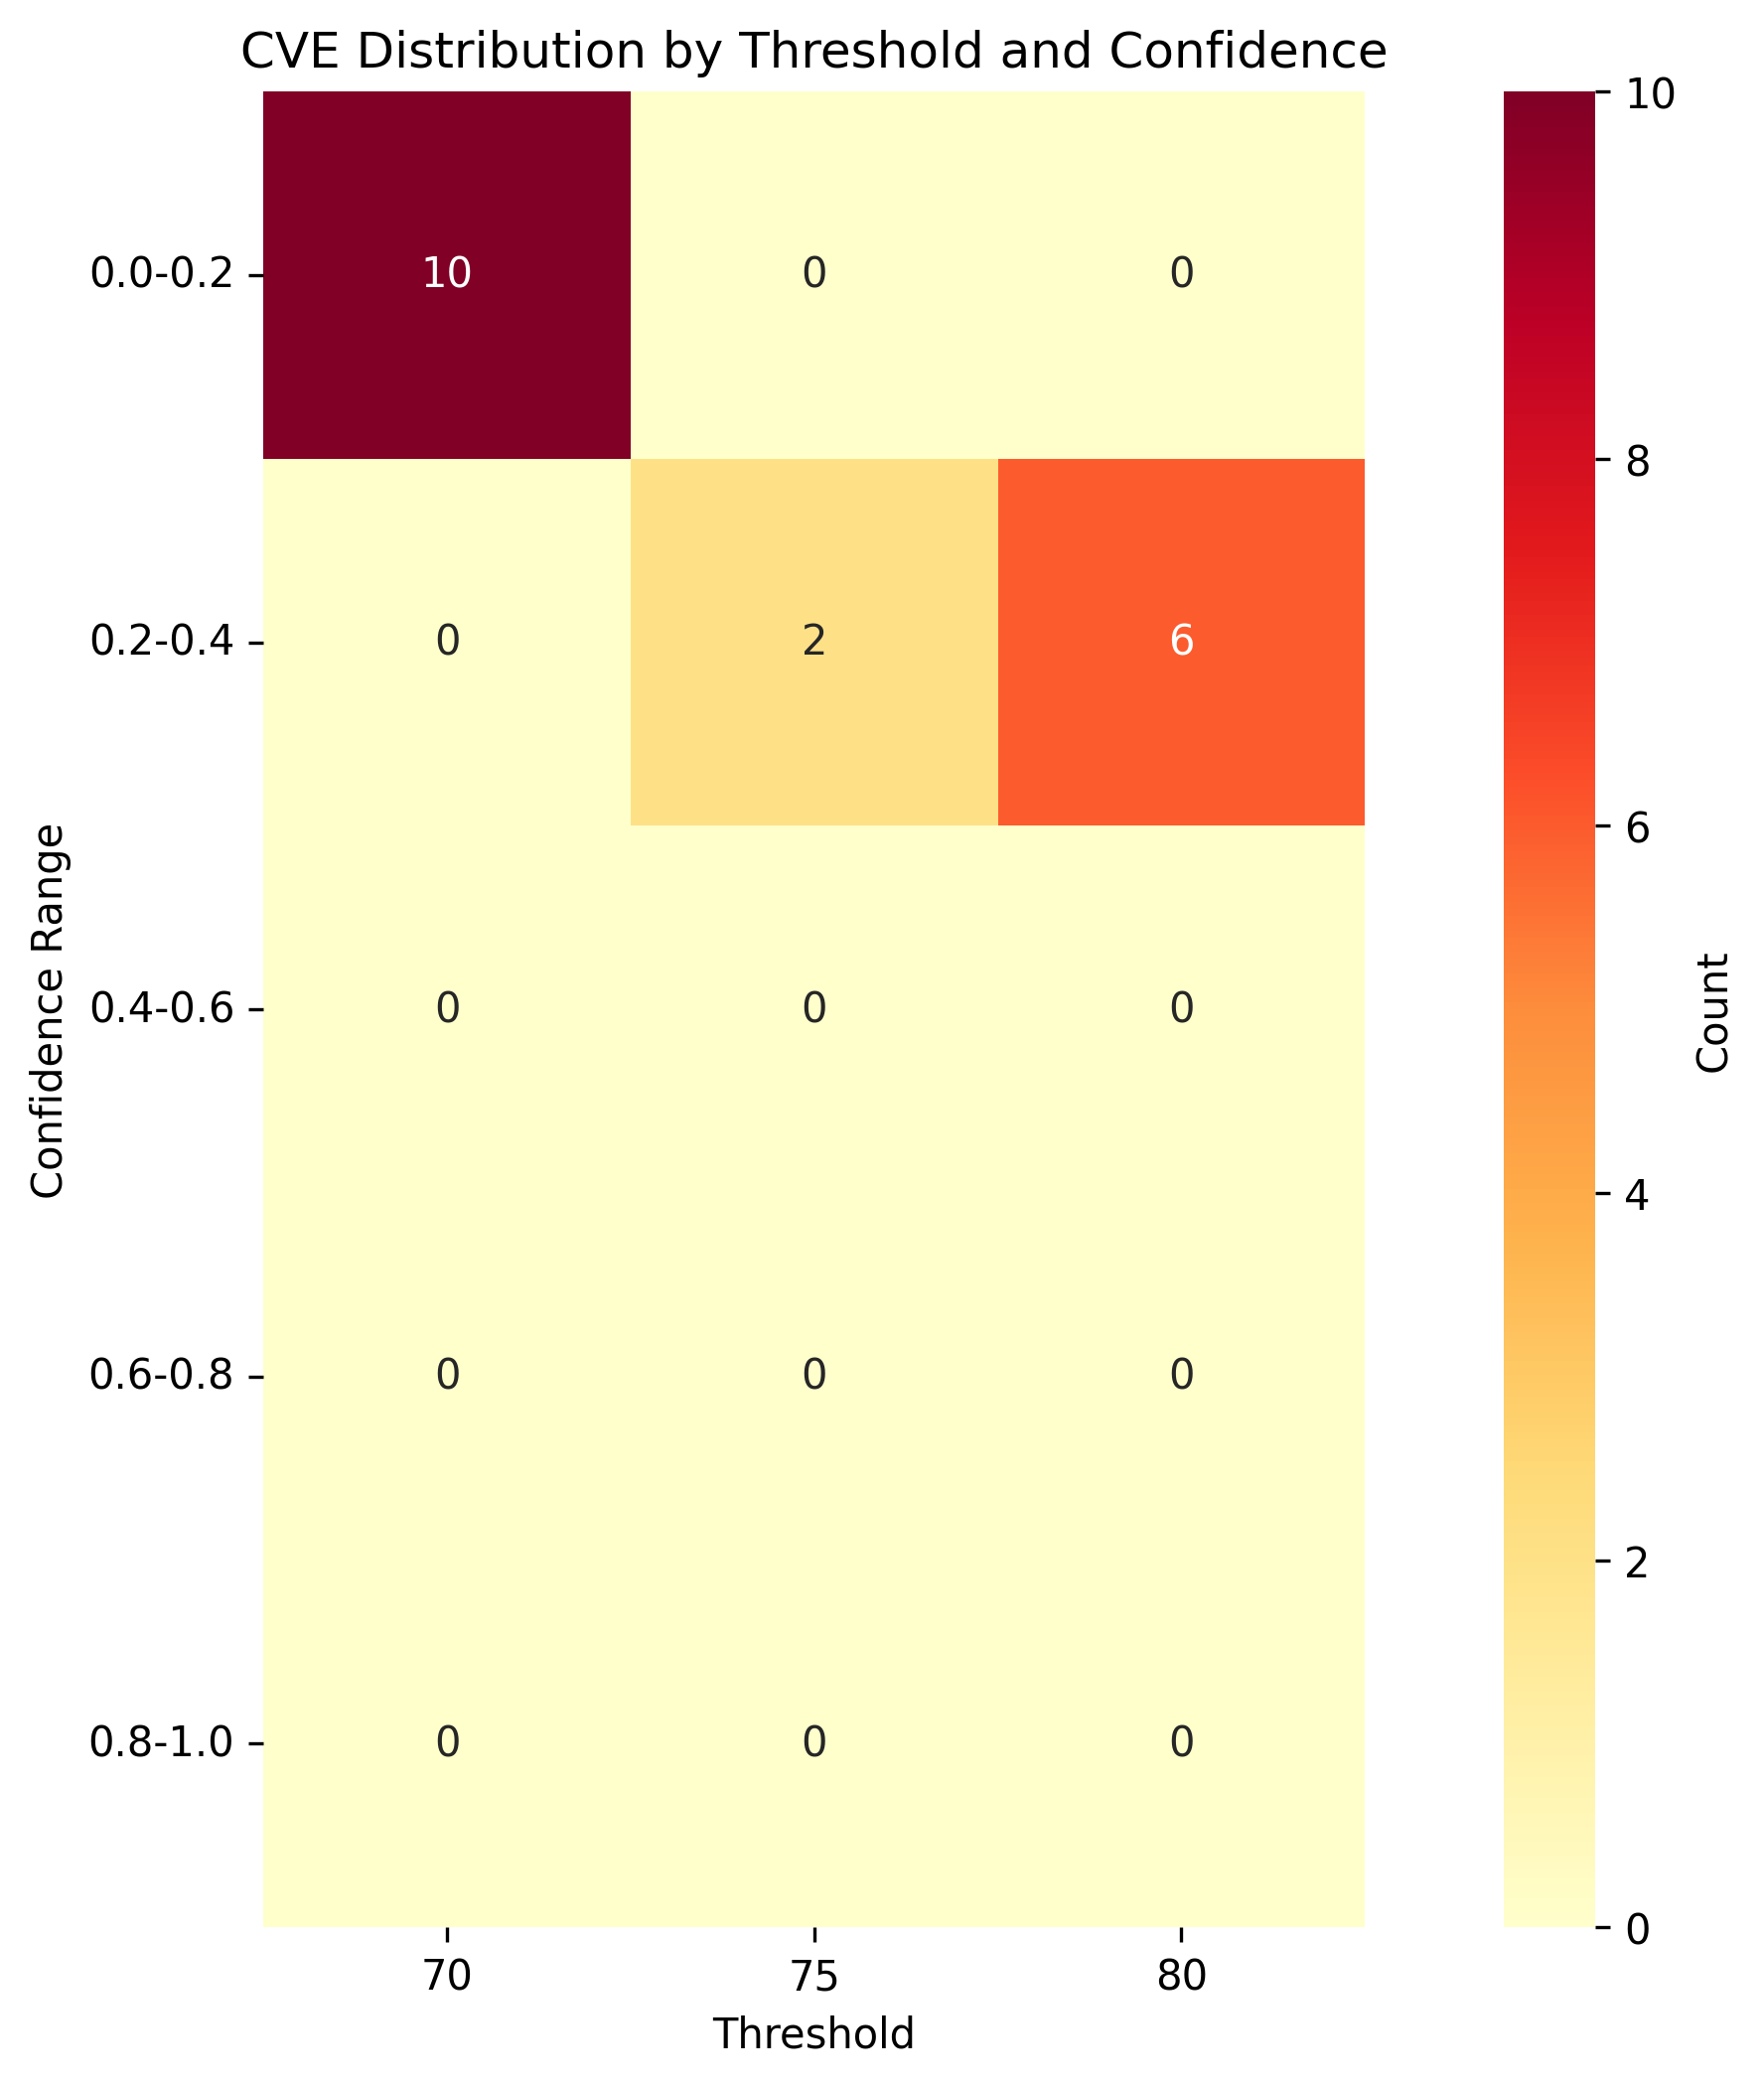 CVE Distribution by Threshold and Confidence
Confidence Range
0.0-0.2 10 0 0
0.2-0.4 0 2 6
0.4-0.6 0 0 0
0.6-0.8 0 0 0
0.8-1.0 0 0 0
70 75 80
Threshold
10
8
6
4
2
0
Count